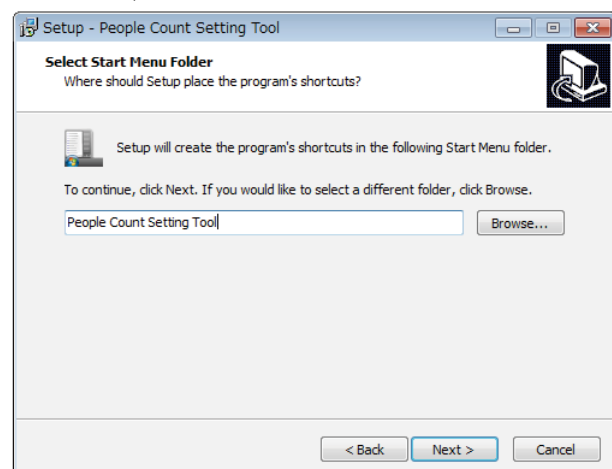 Setup - People Count Setting Tool
Select Start Menu Folder
Where should Setup place the program's shortcuts?
Setup will create the program's shortcuts in the following Start Menu folder.
To continue, click Next. If you would like to select a different folder, click Browse.
People Count Setting Tool
Browse...
< Back
Next >
Cancel